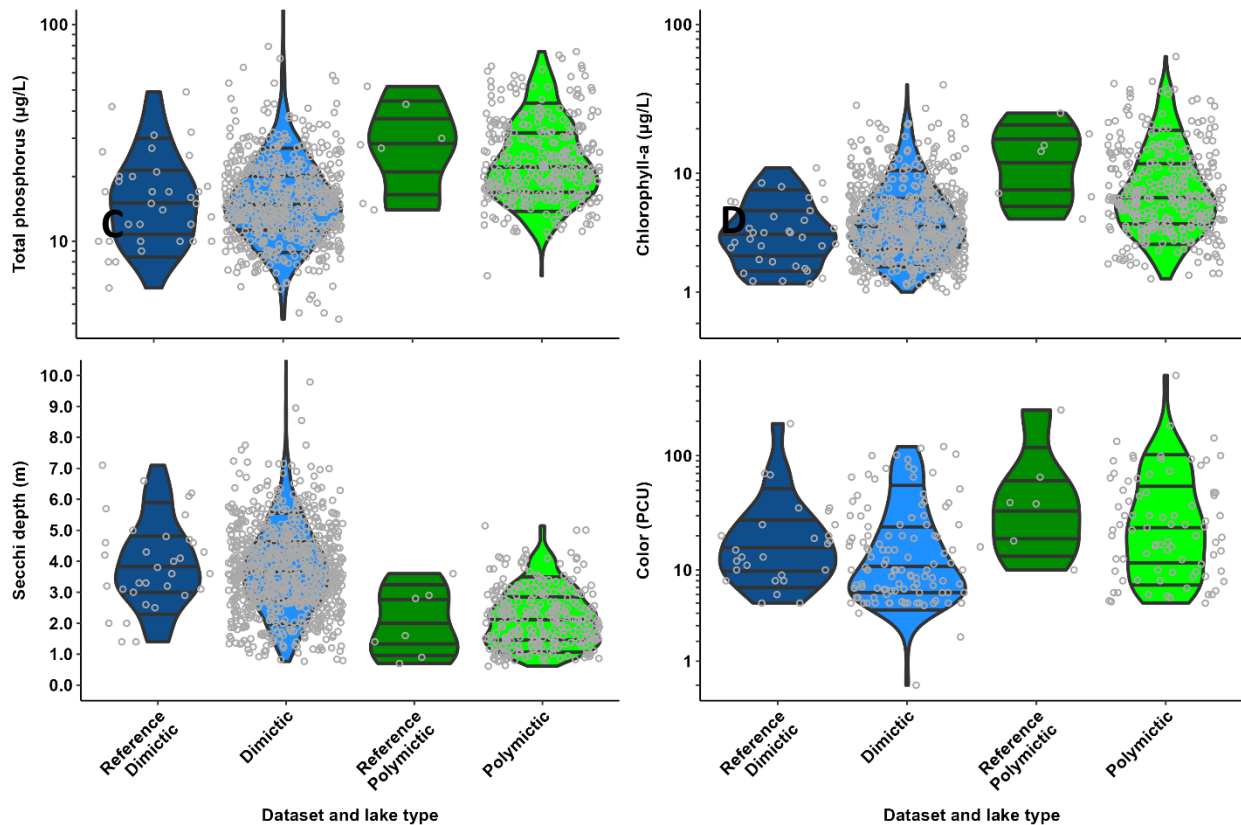 Total phosphorus (µg/L)
100
10
C
Chlorophyll-a (µg/L)
100
10
1
D
Secchi depth (m)
10.0
9.0
8.0
7.0
6.0
5.0
4.0
3.0
2.0
1.0
0.0
Reference
Dimictic
Dimictic
Reference
Polymictic
Polymictic
Dataset and lake type
Color (PCU)
100
10
1
Reference
Dimictic
Dimictic
Reference
Polymictic
Polymictic
Dataset and lake type